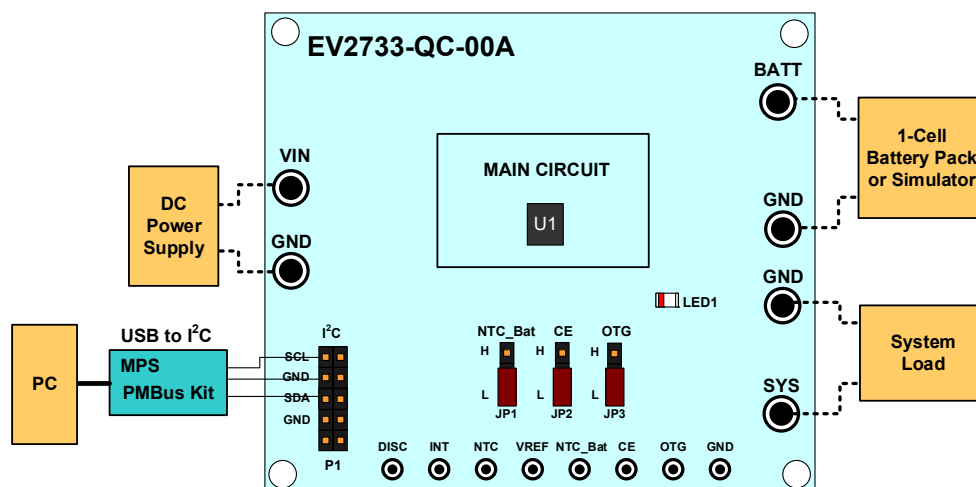 EV2733-QC-00A
BATT
1-Cell
Battery Pack
or Simulator
VIN
MAIN CIRCUIT
DC
Power
Supply
U1
GND
GND
GND
LED1
USB to I²C
I²C
NTC_Bat CE OTG
System
Load
PC
MPS
PMBus Kit
SCL
GND
SDA
GND
H H H
L L L
SYS
JP1 JP2 JP3
P1
DISC INT NTC VREF NTC_Bat CE OTG GND